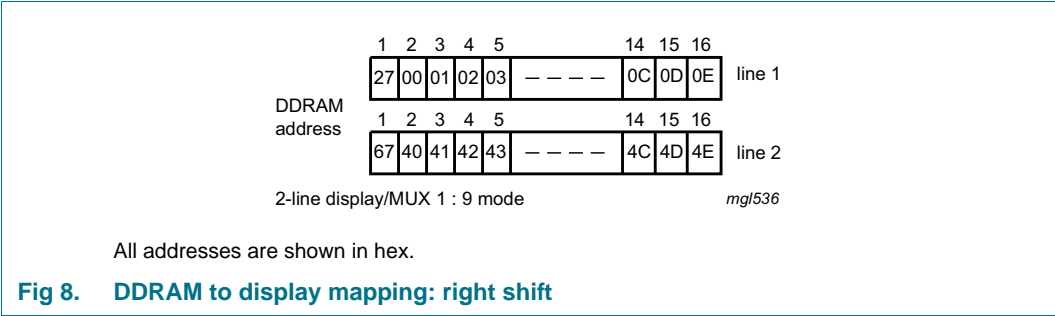 1 2 3 4 5 14 15 16
27 00 01 02 03 0C 0D 0E line 1
DDRAM
address
1 2 3 4 5 14 15 16
67 40 41 42 43 4C 4D 4E line 2
2-line display/MUX 1 : 9 mode mgl536
All addresses are shown in hex.
Fig 8. DDRAM to display mapping: right shift